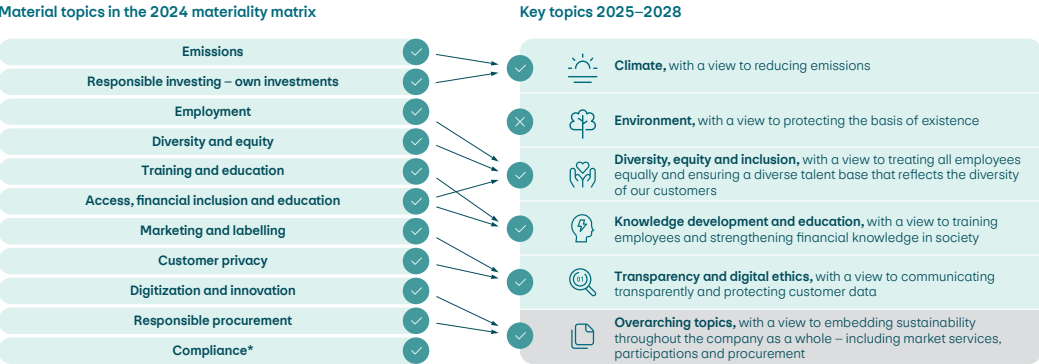 Material topics in the 2024 materiality matrix
Emissions
Responsible investing – own investments
Employment
Diversity and equity
Training and education
Access, financial inclusion and education
Marketing and labelling
Customer privacy
Digitization and innovation
Responsible procurement
Compliance*
Key topics 2025–2028
Climate, with a view to reducing emissions
Environment, with a view to protecting the basis of existence
Diversity, equity and inclusion, with a view to treating all employees
equally and ensuring a diverse talent base that reflects the diversity
of our customers
Knowledge development and education, with a view to training
employees and strengthening financial knowledge in society
01
Transparency and digital ethics, with a view to communicating
transparently and protecting customer data
Overarching topics, with a view to embedding sustainability
throughout the company as a whole – including market services,
participations and procurement